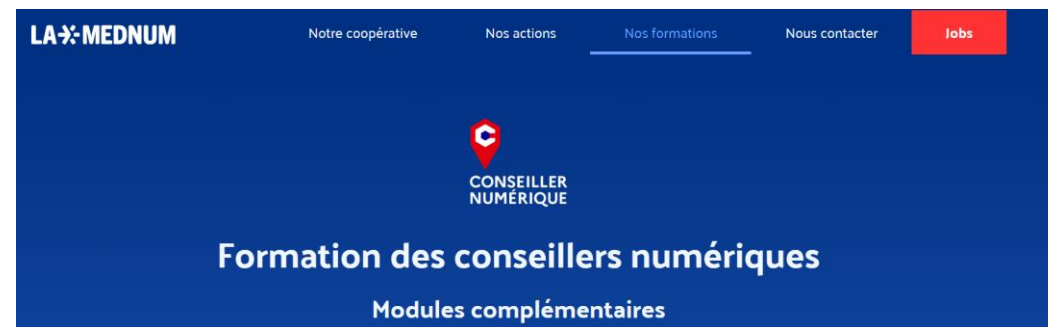 LA MEDNUM
Notre coopérative
Nos actions
Nos formations
Nous contacter
Jobs
CONSEILLER
NUMÉRIQUE
Formation des conseillers numériques
Modules complémentaires